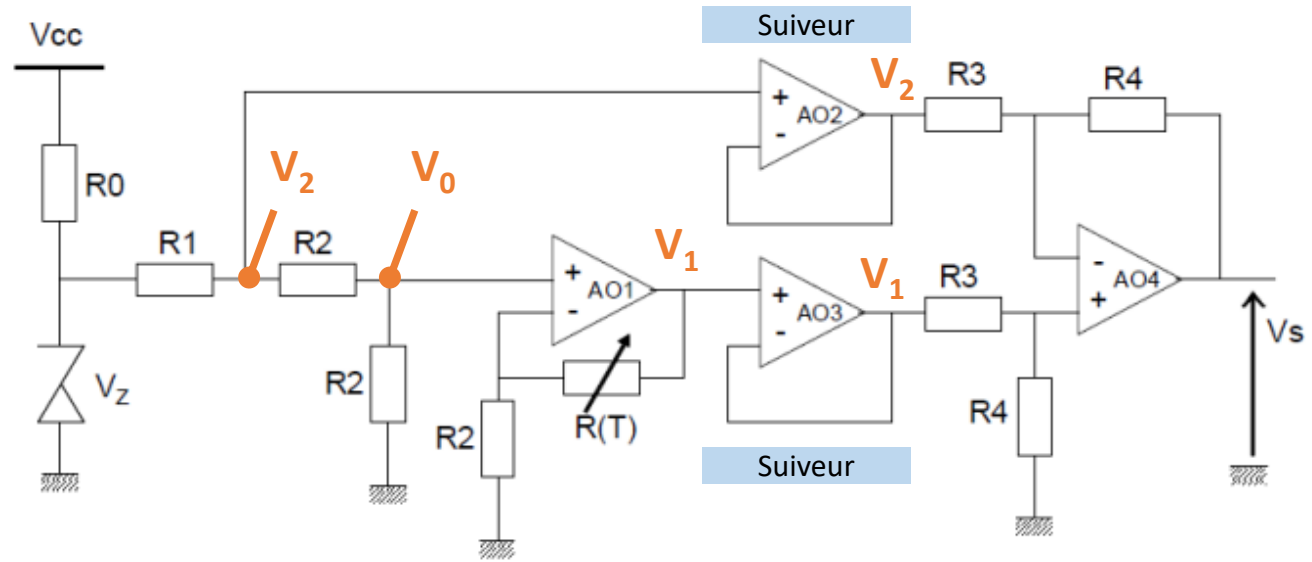 Suiveur
Vcc
V2
R3
R4
+
-
AO2
R0
V2
V0
R1
R2
V1
V1
+
-
AO1
+
-
AO3
R3
-
+
AO4
Vs
VZ
R2
R2
R(T)
R4
Suiveur